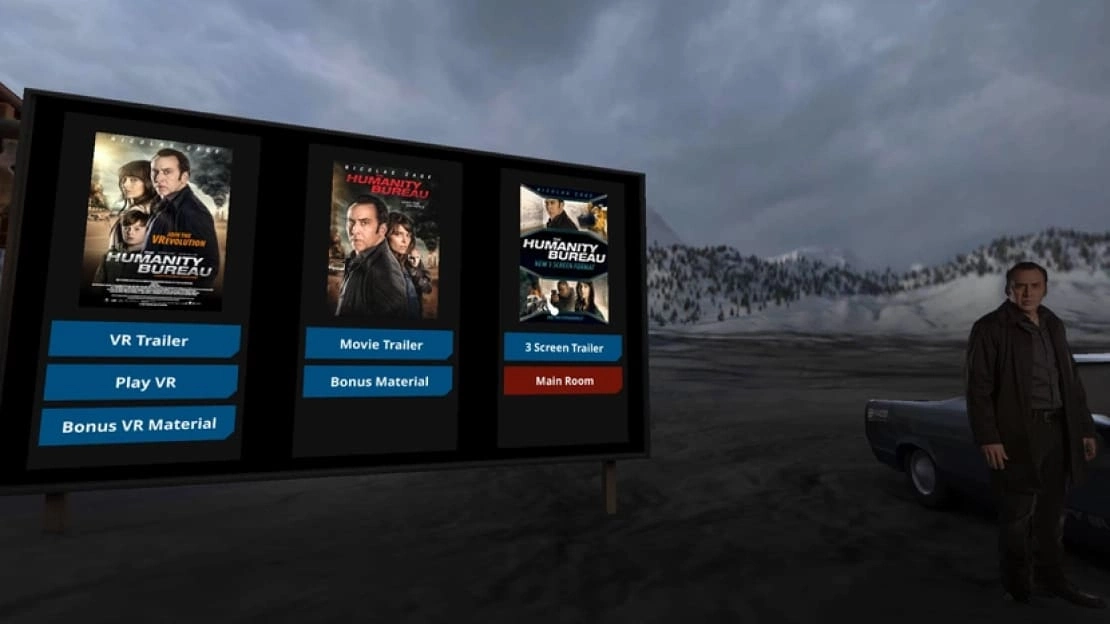 NICOLAS CAGE
JOIN THE
VREVOLUTION
THE
HUMANITY
BUREAU
VR Trailer
Play VR
Bonus VR Material
NICOLAS CAGE
THE
HUMANITY
BUREAU
Movie Trailer
Bonus Material
NICOLAS CAGE
THE
HUMANITY
BUREAU
NEW 3 SCREEN FORMAT
3 Screen Trailer
Main Room